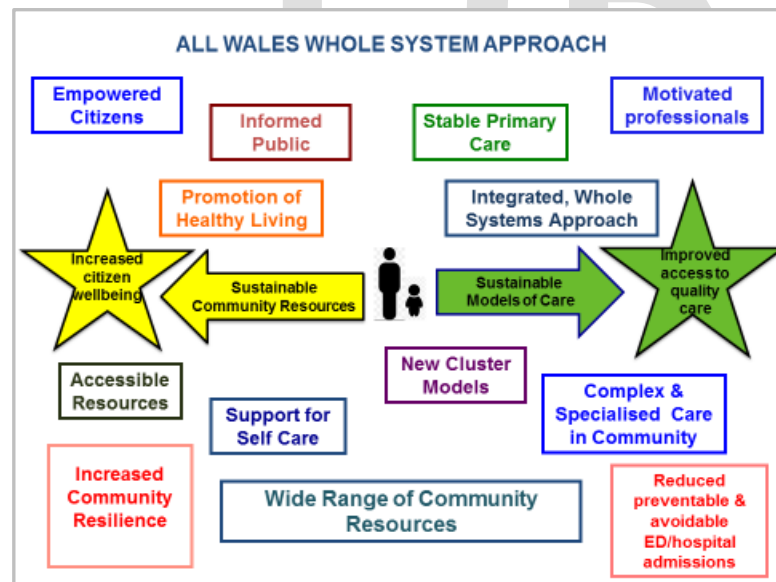 ALL WALES WHOLE SYSTEM APPROACH
Empowered
Citizens
Informed
Public
Stable Primary
Care
Motivated
professionals
Promotion of
Healthy Living
Integrated, Whole
Systems Approach
Increased
citizen
wellbeing
Sustainable
Community Resources
Sustainable
Models of Care
Improved
access to
quality
care
Accessible
Resources
New Cluster
Models
Support for
Self Care
Complex &
Specialised Care
in Community
Increased
Community
Resilience
Wide Range of Community
Resources
Reduced
preventable &
avoidable
ED/hospital
admissions